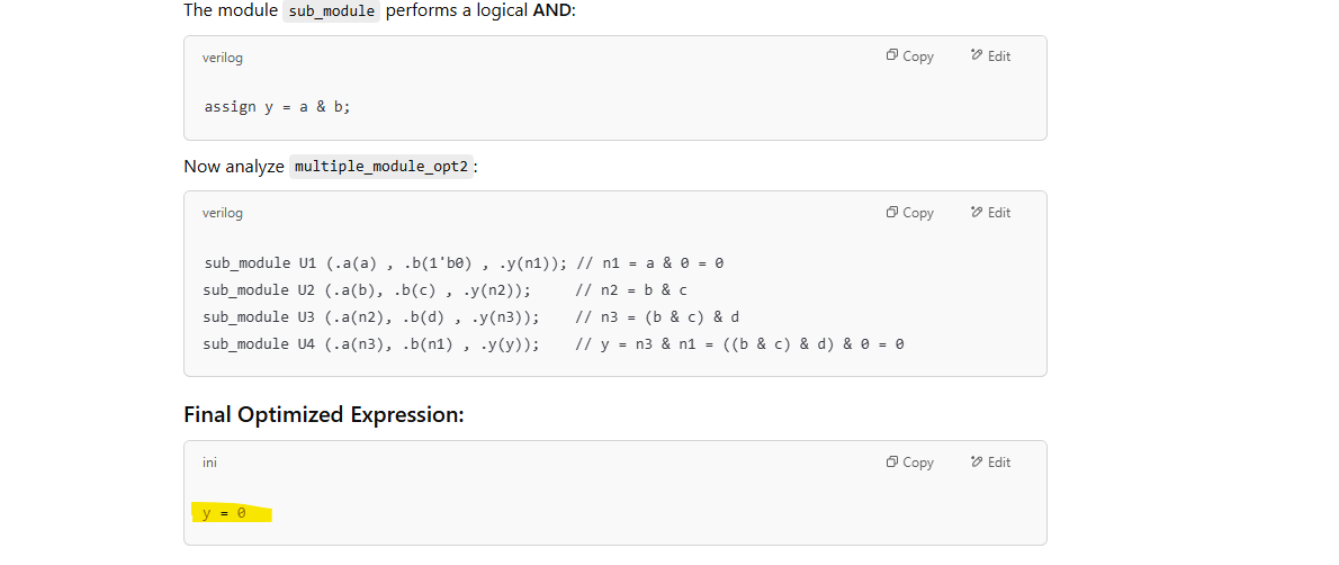 The module sub_module performs a logical AND:
verilog Copy Edit
assign y = a & b;
Now analyze multiple_module_opt2:
verilog Copy Edit
sub_module U1 (.a(a) , .b(1'b0) , .y(n1)); // n1 = a & 0 = 0
sub_module U2 (.a(b), .b(c) , .y(n2)); // n2 = b & c
sub_module U3 (.a(n2), .b(d) , .y(n3)); // n3 = (b & c) & d
sub_module U4 (.a(n3), .b(n1) , .y(y)); // y = n3 & n1 = ((b & c) & d) & 0 = 0
Final Optimized Expression:
ini Copy Edit
y = 0